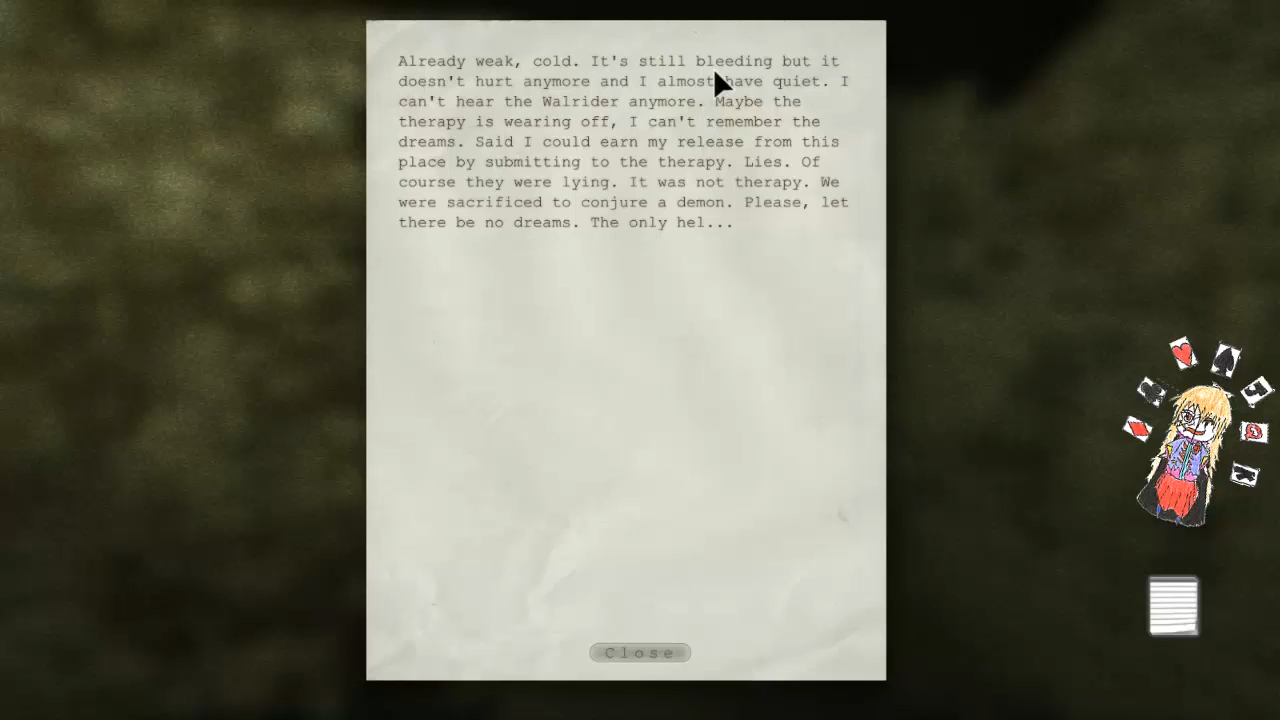 Already weak, cold. It's still bleeding but it
doesn't hurt anymore and I almost have quiet. I
can't hear the Walrider anymore. Maybe the
therapy is wearing off, I can't remember the
dreams. Said I could earn my release from this
place by submitting to the therapy. Lies. Of
course they were lying. It was not therapy. We
were sacrificed to conjure a demon. Please, let
there be no dreams. The only hel...
Close